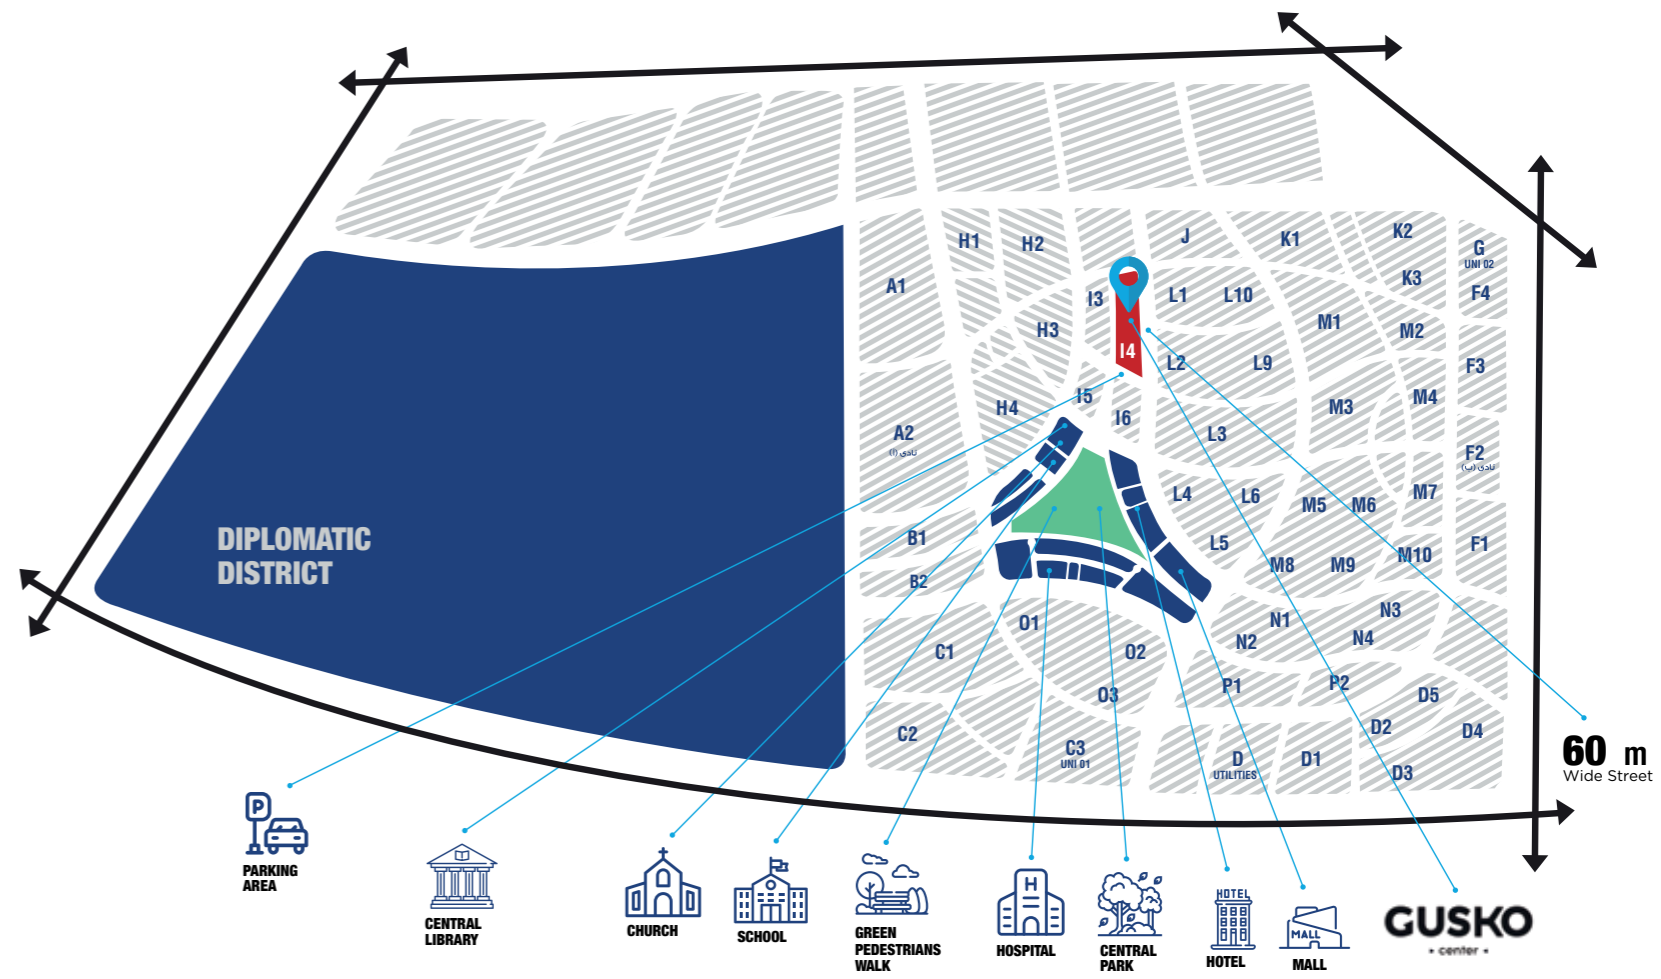 H1
H2
J
K1
K2
G
UNI 02
K3
A1
I3
L1
L10
F4
H3
M1
M2
I4
L2
L9
F3
I5
M4
H4
I6
M3
A2
نادى (ا)
L3
F2
نادى (ب)
L4
L6
M5
M6
M7
DIPLOMATIC
DISTRICT
B1
L5
F1
B2
M8
M9
M10
O1
N1
N3
C1
O2
N2
N4
O3
P1
P2
D5
C2
C3
UNI 01
D
UTILITIES
D1
D2
D4
D3
60 m
Wide Street
P
PARKING
AREA
CENTRAL
LIBRARY
CHURCH
SCHOOL
GREEN
PEDESTRIANS
WALK
H
HOSPITAL
CENTRAL
PARK
HOTEL
HOTEL
MALL
MALL
GUSKO
center